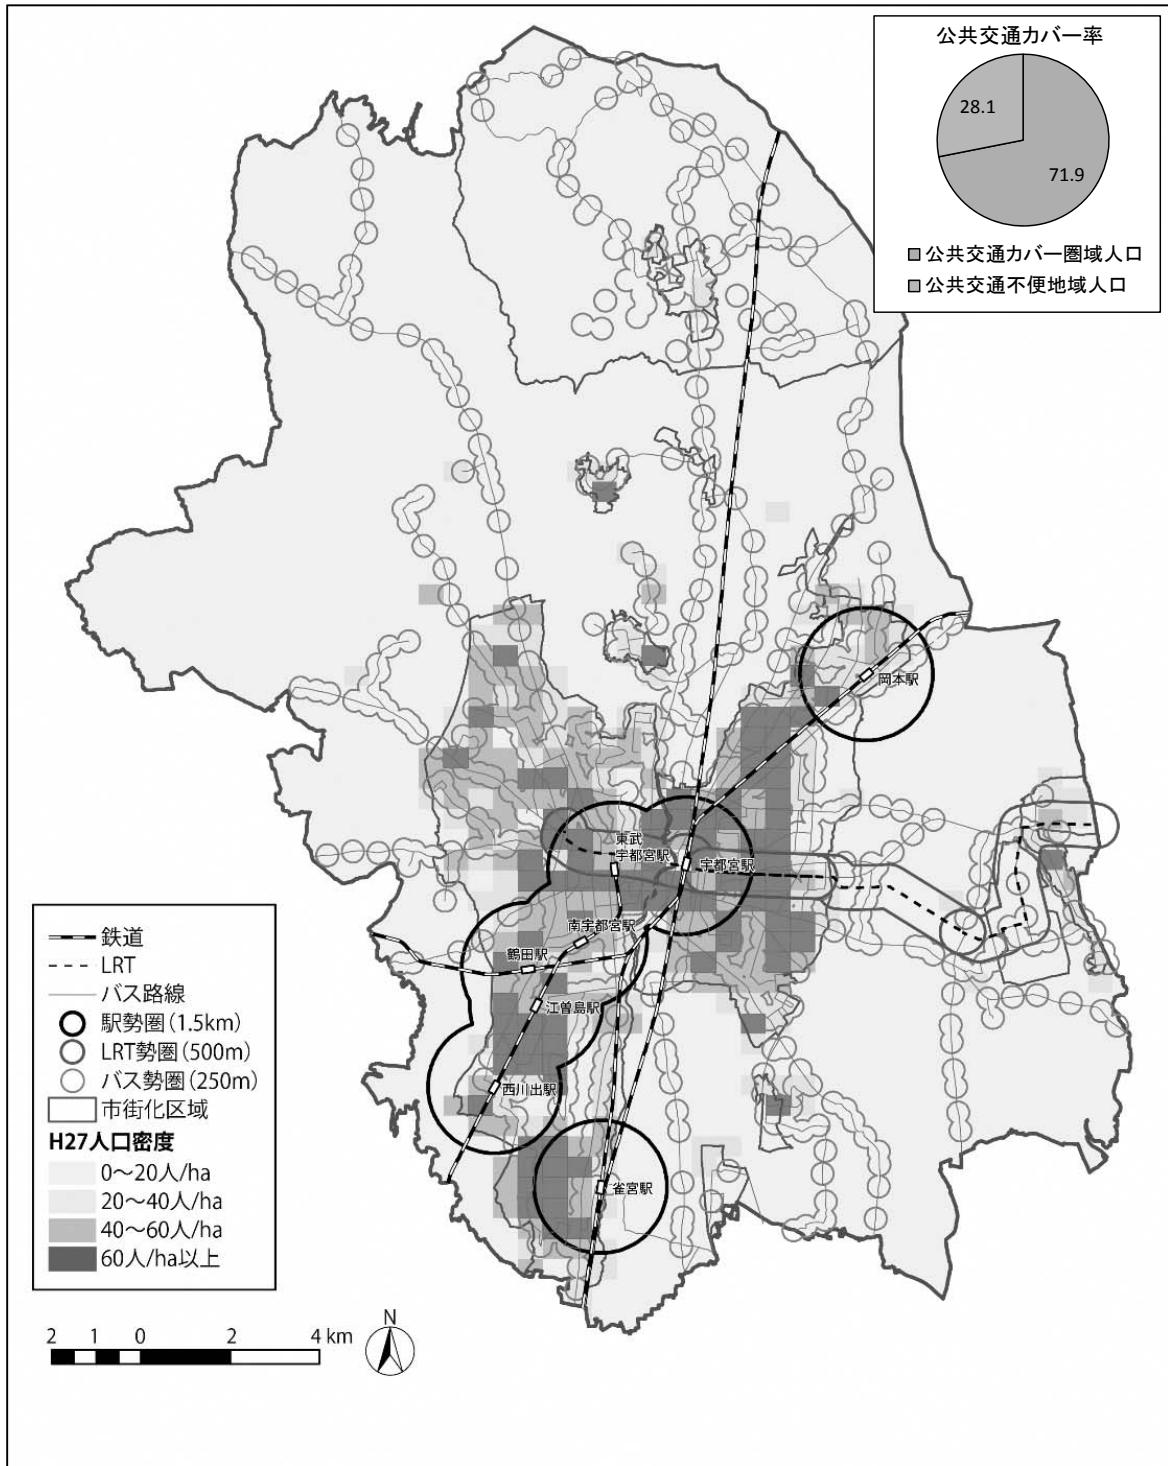 公共交通カバー率
28.1
71.9
公共交通カバー圏域人口
公共交通不便地域人口
岡本駅
東武
宇都宮駅
宇都宮駅
南宇都宮駅
鶴田駅
江曽島駅
西川出駅
雀宮駅
鉄道
LRT
バス路線
駅勢圏(1.5km)
LRT勢圏(500m)
バス勢圏(250m)
市街化区域
H27人口密度
0〜20人/ha
20〜40人/ha
40〜60人/ha
60人/ha以上
2 1 0 2 4 km
N